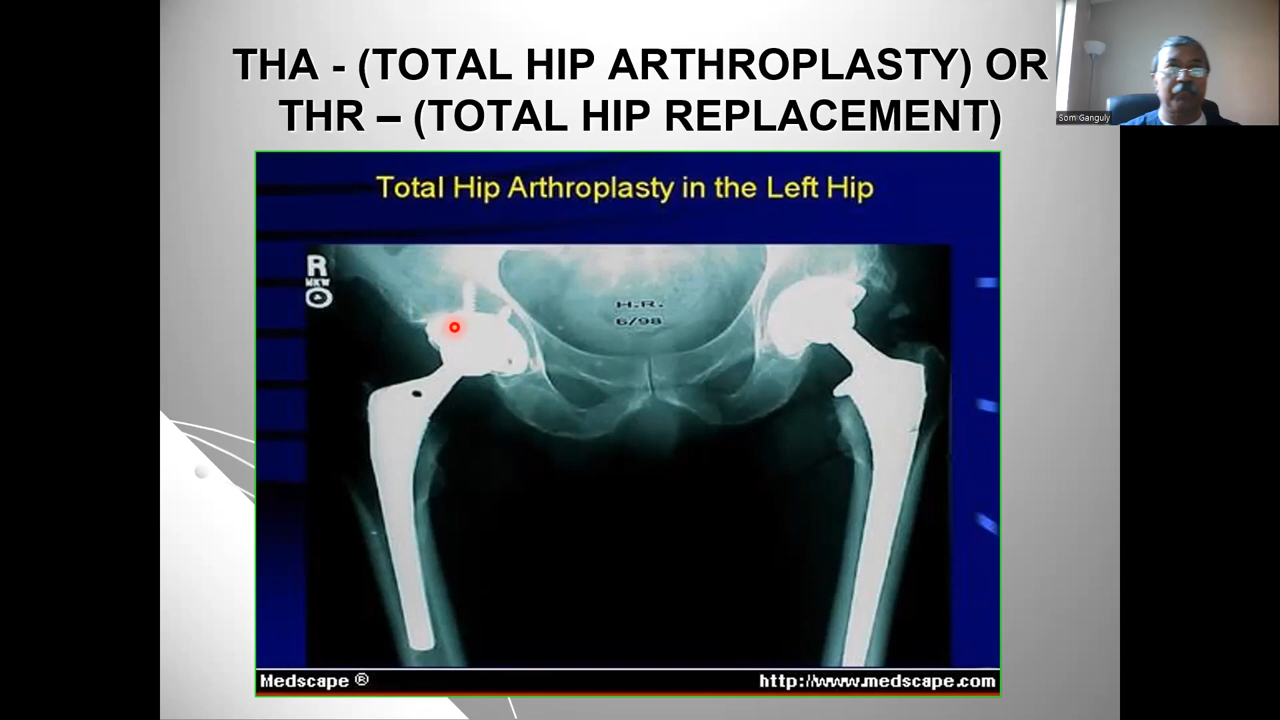 THA - (TOTAL HIP ARTHROPLASTY) OR
THR – (TOTAL HIP REPLACEMENT)
Som Ganguly
Total Hip Arthroplasty in the Left Hip
R
MKW
H.R.
6/98
Medscape ®
http://www.medscape.com